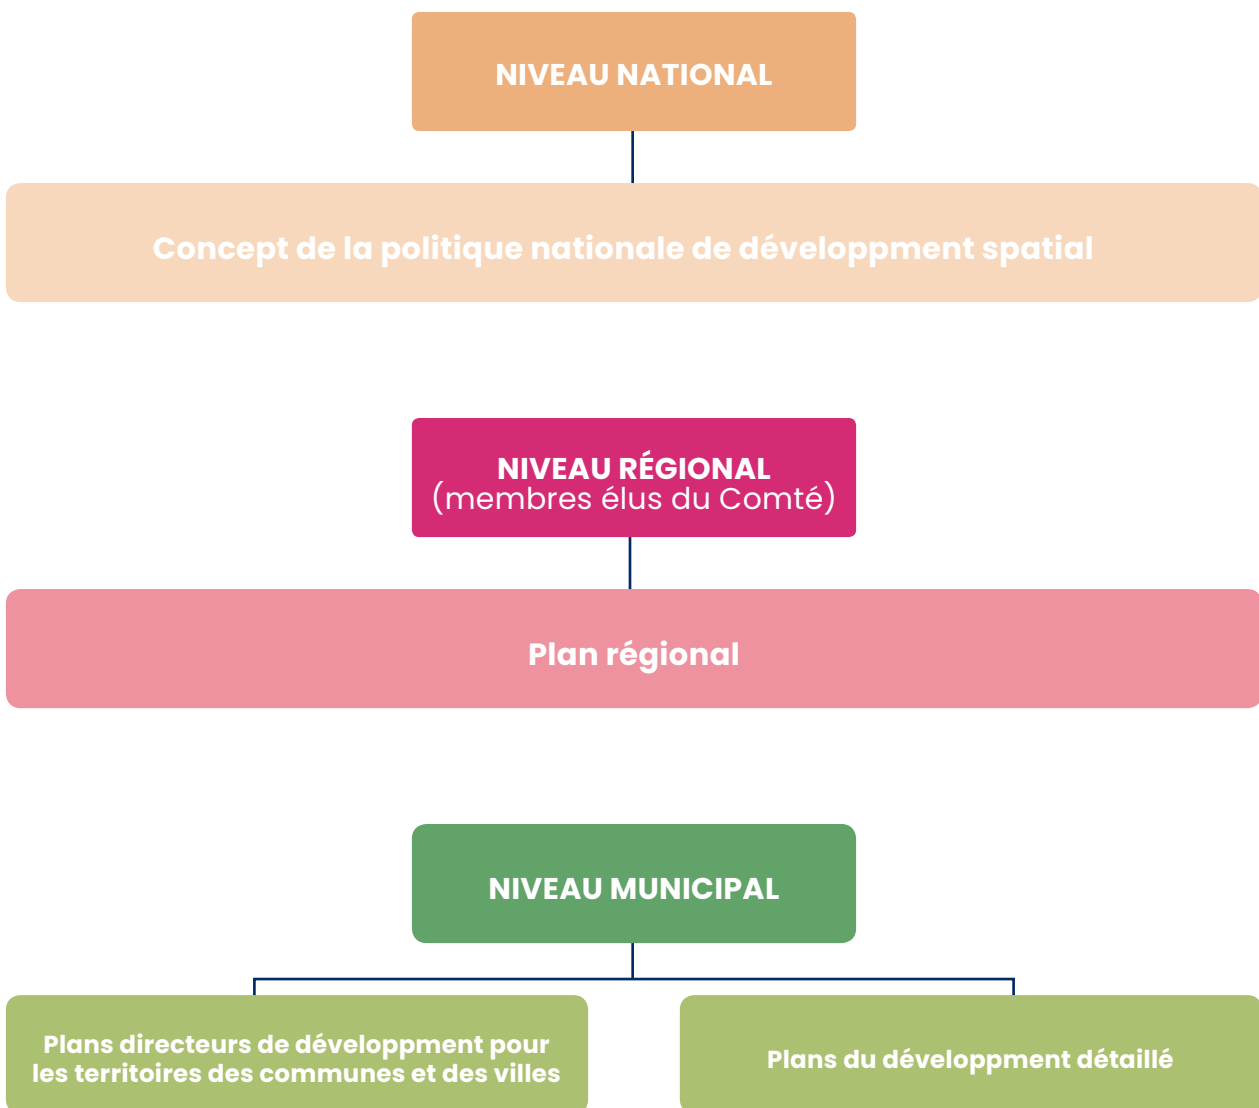 NIVEAU NATIONAL
Concept de la politique nationale de développment spatial
NIVEAU RÉGIONAL
(membres élus du Comté)
Plan régional
NIVEAU MUNICIPAL
Plans directeurs de développment pour
les territoires des communes et des villes
Plans du développment détaillé